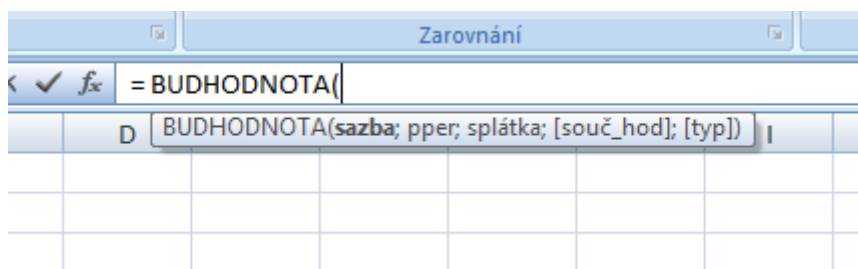 Zarovnání
fx = BUDHODNOTA(
BUDHODNOTA(sazba; pper; splátka; [souč_hod]; [typ])
D I